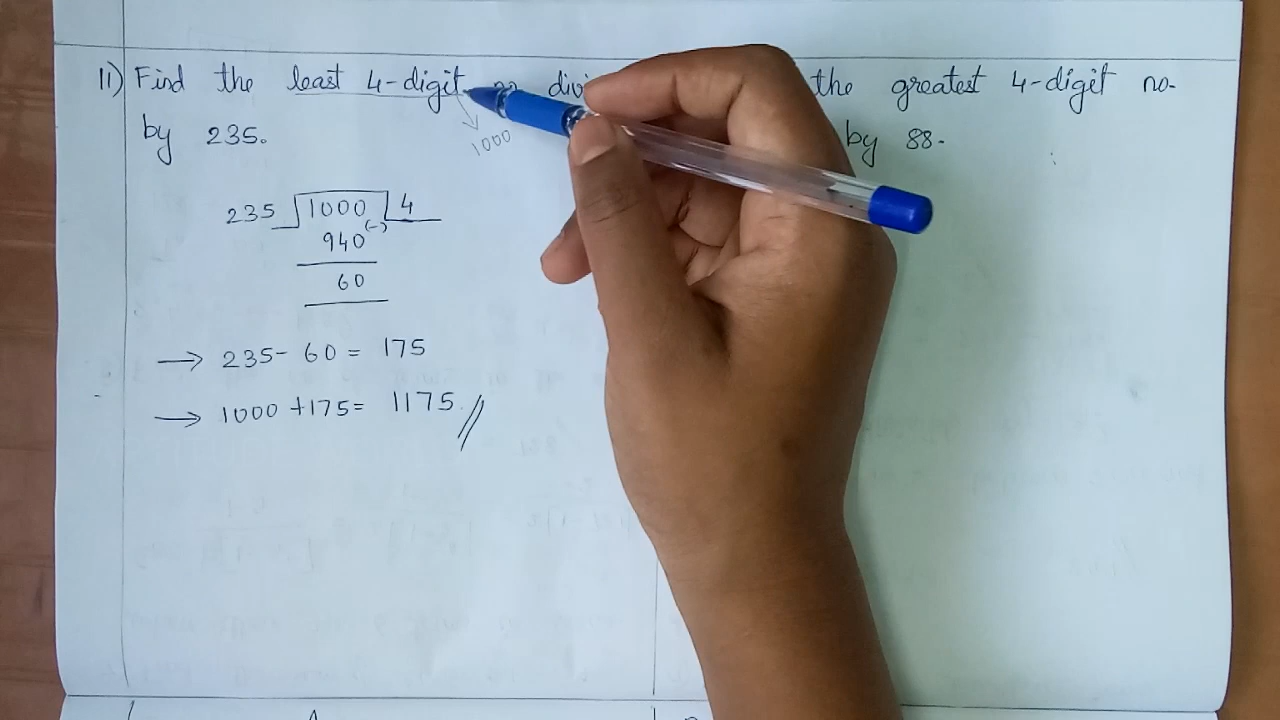 11) Find the least 4-digit
by 235.
1000
235 1000 4
940 (-)
60
→ 235 - 60 = 175
→ 1000 + 175 = 1175 //
the greatest 4-digit no.
by 88.